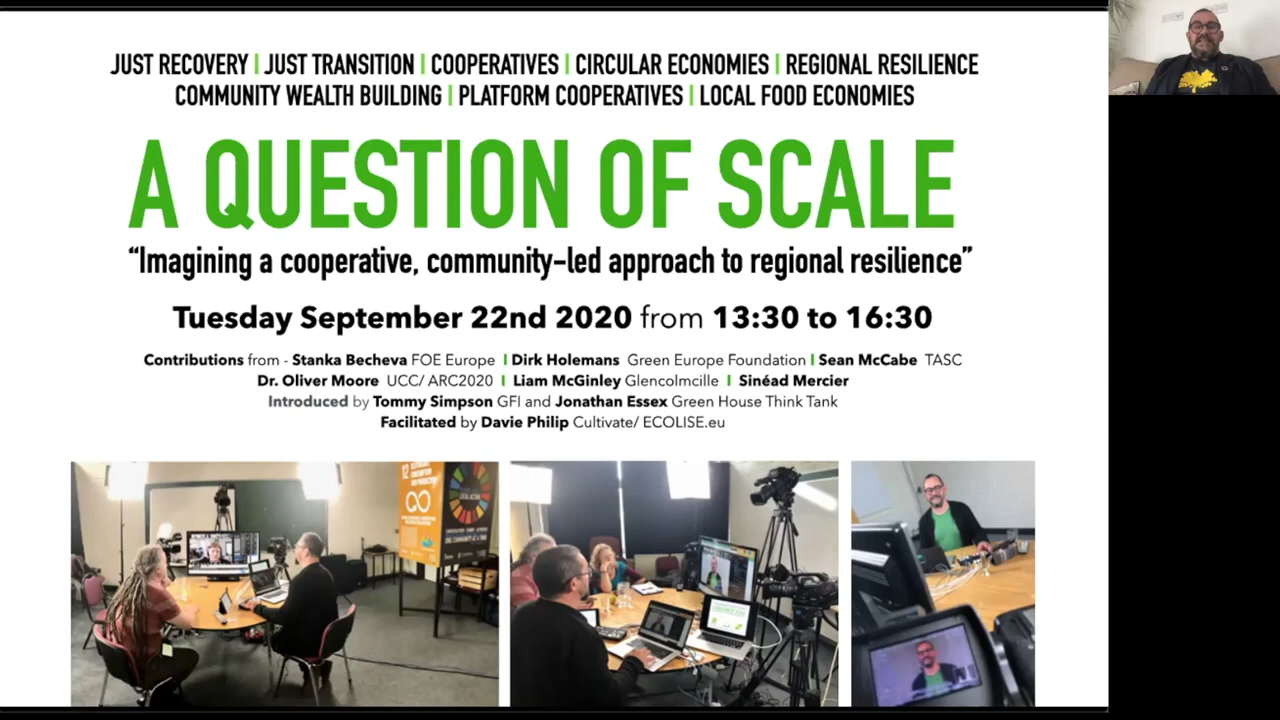 JUST RECOVERY | JUST TRANSITION | COOPERATIVES | CIRCULAR ECONOMIES | REGIONAL RESILIENCE
COMMUNITY WEALTH BUILDING | PLATFORM COOPERATIVES | LOCAL FOOD ECONOMIES
A QUESTION OF SCALE
“Imagining a cooperative, community-led approach to regional resilience”
Tuesday September 22nd 2020 from 13:30 to 16:30
Contributions from - Stanka Becheva FOE Europe | Dirk Holemans Green Europe Foundation | Sean McCabe TASC
Dr. Oliver Moore UCC/ ARC2020 | Liam McGinley Glencolmcille | Sinéad Mercier
Introduced by Tommy Simpson GFI and Jonathan Essex Green House Think Tank
Facilitated by Davie Philip Cultivate/ ECOLISE.eu
12